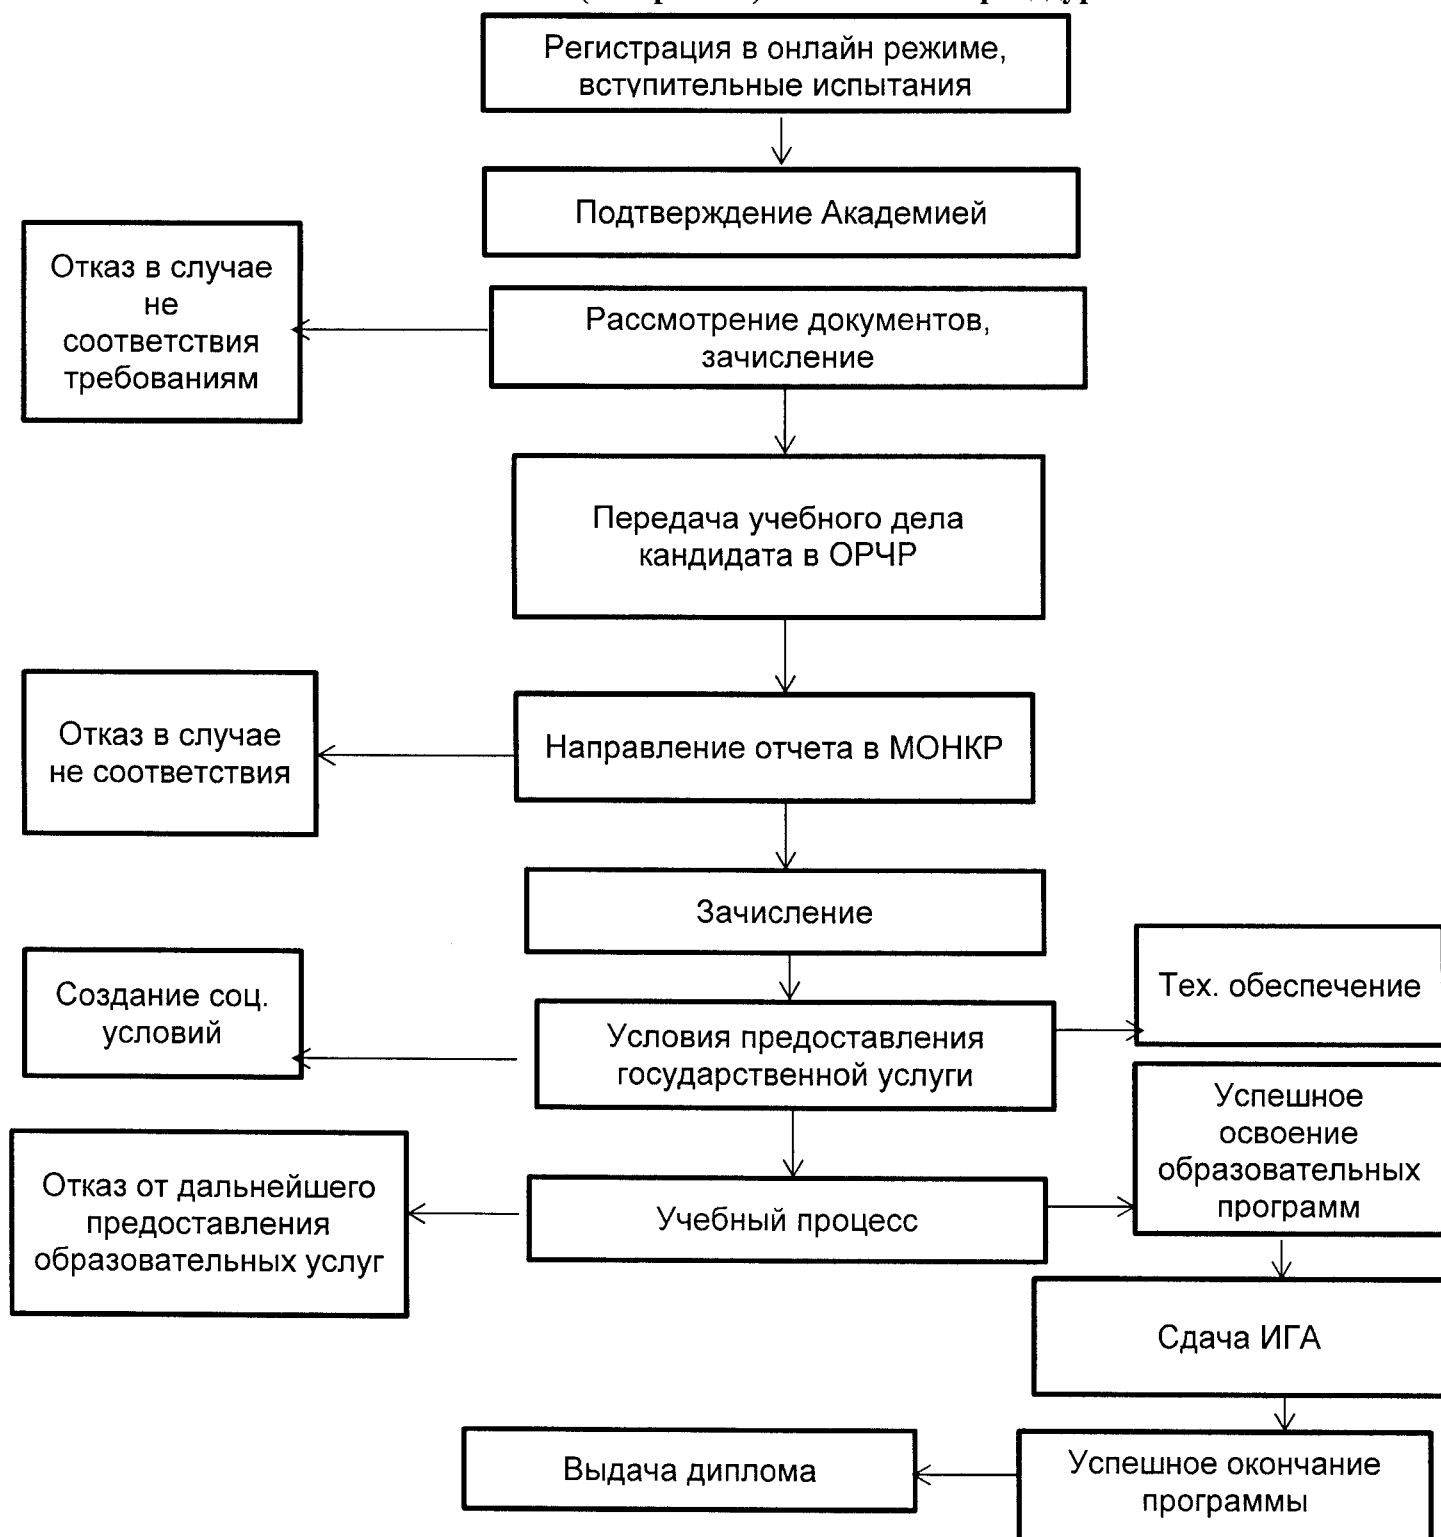 Регистрация в онлайн режиме,
вступительные испытания
Подтверждение Академией
Отказ в случае
не
соответствия
требованиям
Рассмотрение документов,
зачисление
Передача учебного дела
кандидата в ОРЧР
Отказ в случае
не соответствия
Направление отчета в МОНКР
Зачисление
Создание соц.
условий
Условия предоставления
государственной услуги
Тех. обеспечение
Отказ от дальнейшего
предоставления
образовательных услуг
Учебный процесс
Успешное
освоение
образовательных
программ
Сдача ИГА
Выдача диплома
Успешное окончание
программы